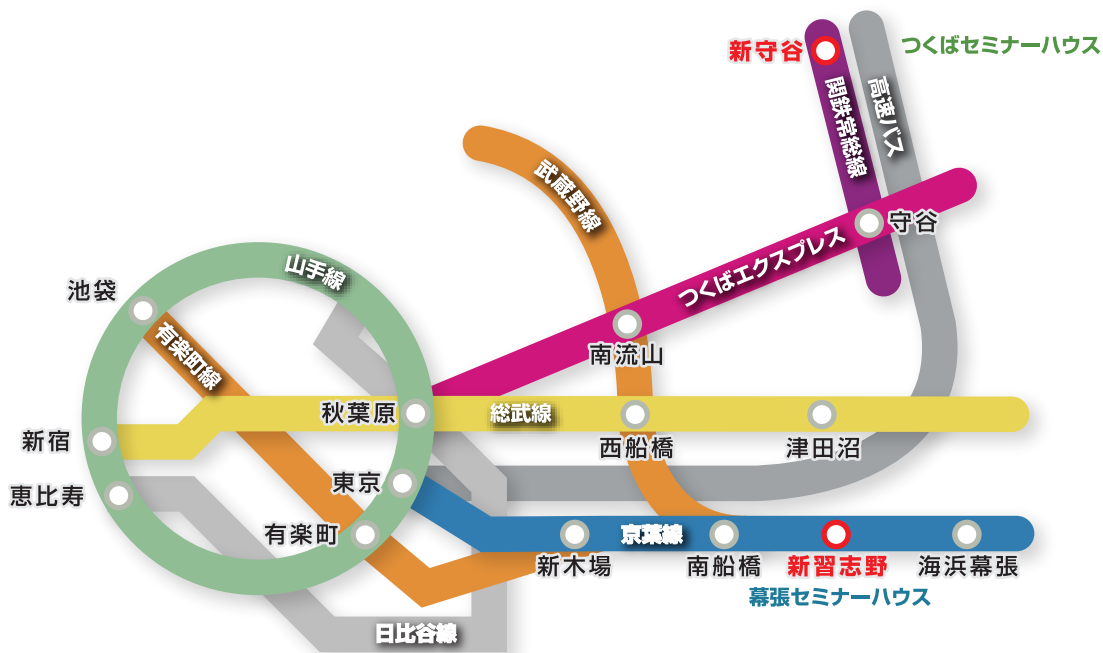 新守谷
つくばセミナーハウス
関鉄常総線
高速バス
武蔵野線
守谷
つくばエクスプレス
山手線
池袋
有楽町線
南流山
秋葉原
総武線
新宿
西船橋
津田沼
恵比寿
東京
有楽町
京葉線
新木場
南船橋
新習志野
海浜幕張
幕張セミナーハウス
日比谷線